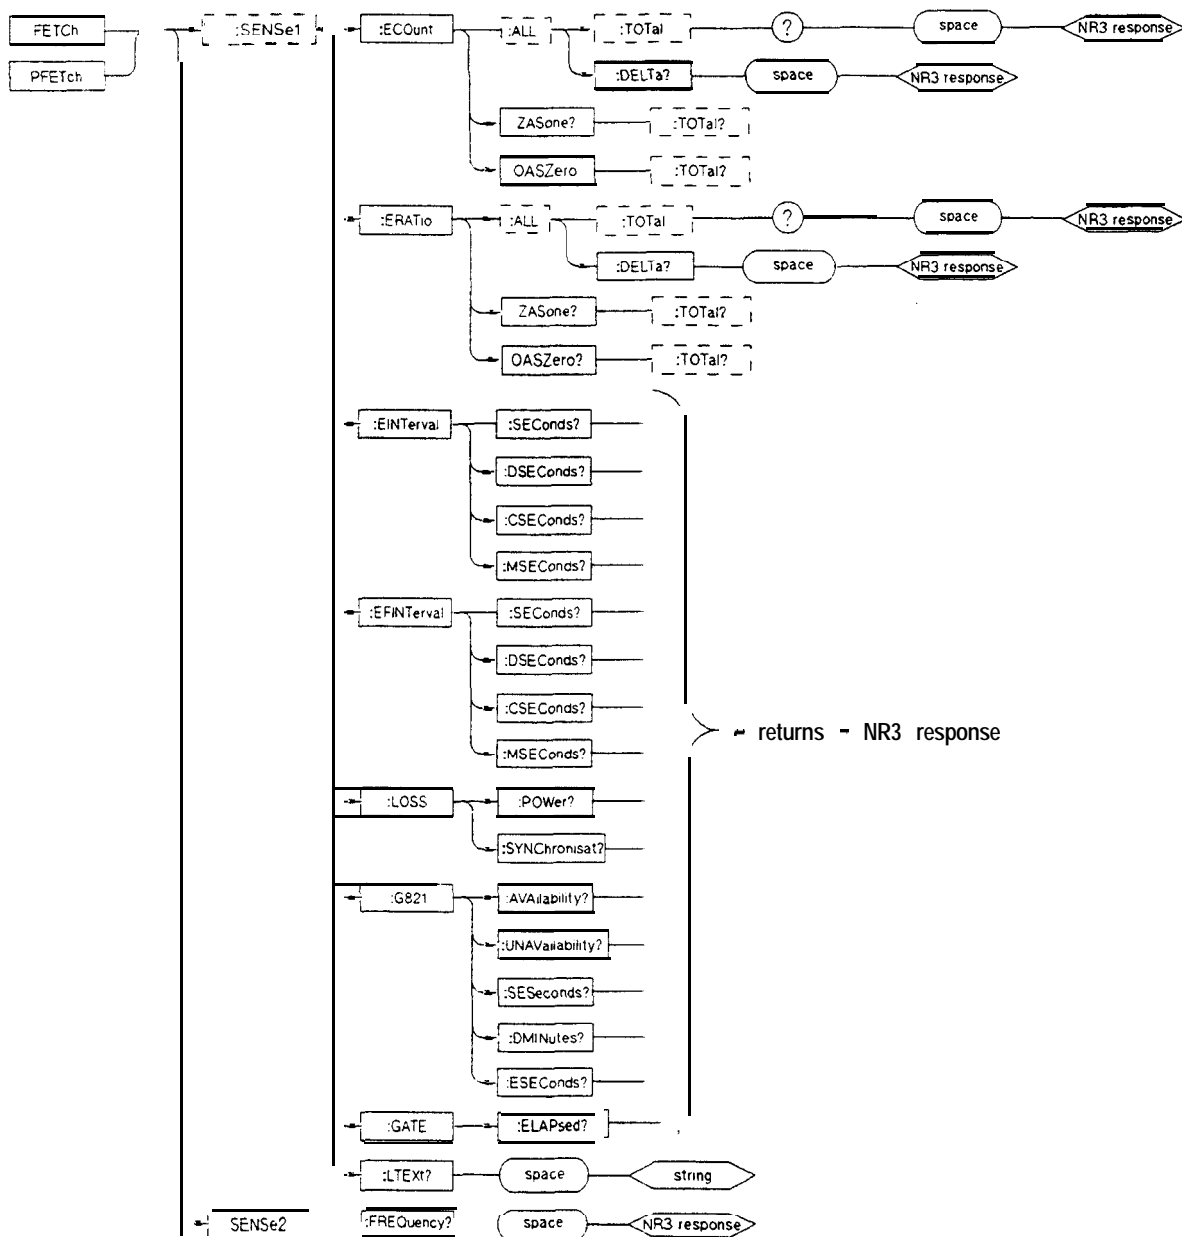 FETCh :SENSe1 :ECOunt :ALL :TOTal ? space NR3 response
PFETch :DELTa? space NR3 response
ZASone? :TOTal?
OASZero :TOTal?
:ERATio :ALL :TOTal ? space NR3 response
:DELTa? space NR3 response
ZASone? :TOTal?
OASZero? :TOTal?
:EINTerval :SEConds?
:DSEConds?
:CSEConds?
:MSEConds?
:EFINTerval :SEConds?
:DSEConds?
:CSEConds?
:MSEConds?
returns - NR3 response
:LOSS :POWer?
:SYNChronisat?
:G821 :AVAilability?
:UNAVailability?
:SESeconds?
:DMINutes?
:ESEConds?
:GATE :ELAPsed?
:LTEXt? space string
SENSe2 :FREQuency? space NR3 response